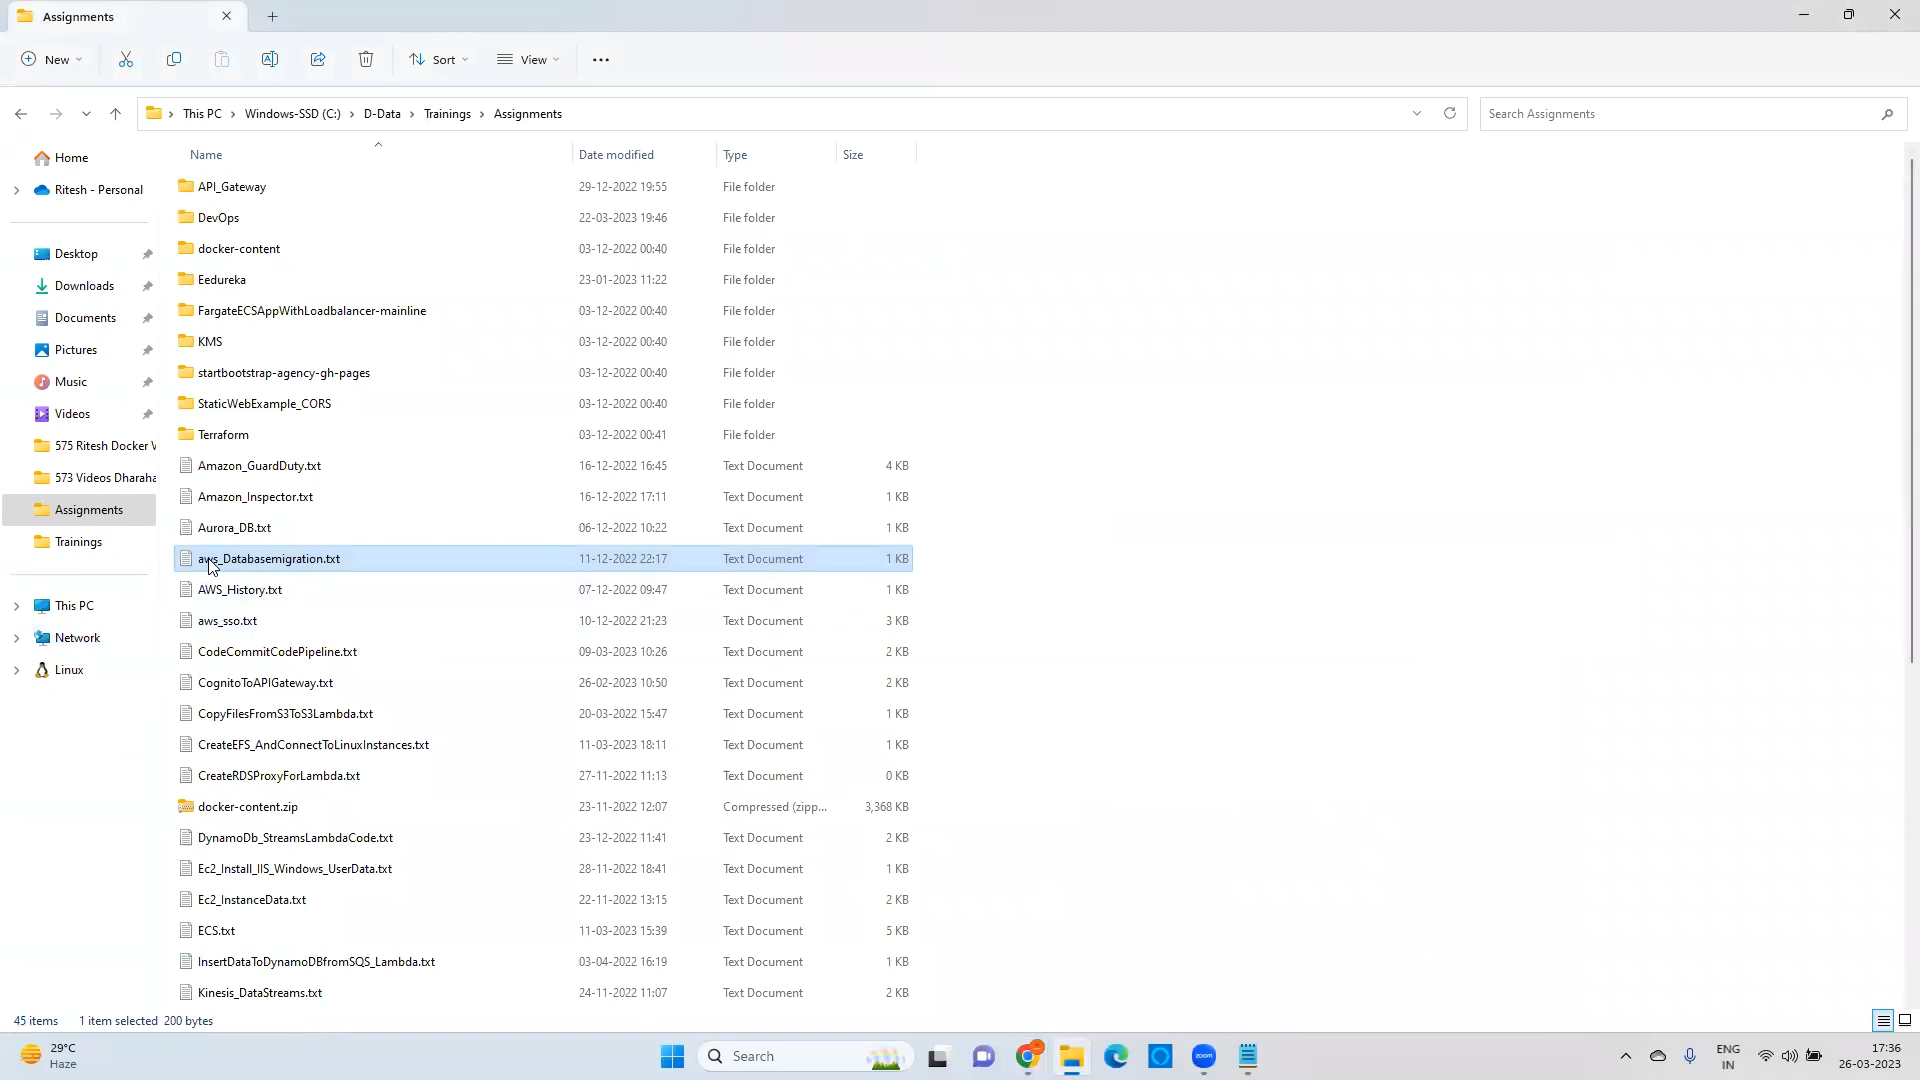 Assignments
New
Sort
View
This PC > Windows-SSD (C:) > D-Data > Trainings > Assignments
Search Assignments
Name Date modified Type Size
Home
Ritesh - Personal
Desktop
Downloads
Documents
Pictures
Music
Videos
575 Ritesh Docker V
573 Videos Dharaha
Assignments
Trainings
This PC
Network
Linux
API_Gateway 29-12-2022 19:55 File folder
DevOps 22-03-2023 19:46 File folder
docker-content 03-12-2022 00:40 File folder
Eedureka 23-01-2023 11:22 File folder
FargateECSAppWithLoadbalancer-mainline 03-12-2022 00:40 File folder
KMS 03-12-2022 00:40 File folder
startbootstrap-agency-gh-pages 03-12-2022 00:40 File folder
StaticWebExample_CORS 03-12-2022 00:40 File folder
Terraform 03-12-2022 00:41 File folder
Amazon_GuardDuty.txt 16-12-2022 16:45 Text Document 4 KB
Amazon_Inspector.txt 16-12-2022 17:11 Text Document 1 KB
Aurora_DB.txt 06-12-2022 10:22 Text Document 1 KB
aws_Databasemigration.txt 11-12-2022 22:17 Text Document 1 KB
AWS_History.txt 07-12-2022 09:47 Text Document 1 KB
aws_sso.txt 10-12-2022 21:23 Text Document 3 KB
CodeCommitCodePipeline.txt 09-03-2023 10:26 Text Document 2 KB
CognitoToAPIGateway.txt 26-02-2023 10:50 Text Document 2 KB
CopyFilesFromS3ToS3Lambda.txt 20-03-2022 15:47 Text Document 1 KB
CreateEFS_AndConnectToLinuxInstances.txt 11-03-2023 18:11 Text Document 1 KB
CreateRDSProxyForLambda.txt 27-11-2022 11:13 Text Document 0 KB
docker-content.zip 23-11-2022 12:07 Compressed (zipp... 3,368 KB
DynamoDb_StreamsLambdaCode.txt 23-12-2022 11:41 Text Document 2 KB
Ec2_Install_IIS_Windows_UserData.txt 28-11-2022 18:41 Text Document 1 KB
Ec2_InstanceData.txt 22-11-2022 13:15 Text Document 2 KB
ECS.txt 11-03-2023 15:39 Text Document 5 KB
InsertDataToDynamoDBfromSQS_Lambda.txt 03-04-2022 16:19 Text Document 1 KB
Kinesis_DataStreams.txt 24-11-2022 11:07 Text Document 2 KB
45 items 1 item selected 200 bytes
29°C
Haze
Search
zoom
ENG
IN
17:36
26-03-2023